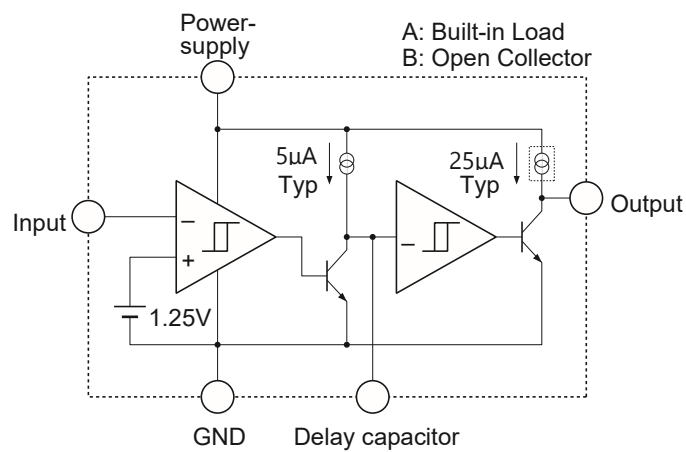 Power-
supply
A: Built-in Load
B: Open Collector
5µA
Typ
25µA
Typ
Input
−
+
−
Output
1.25V
GND
Delay capacitor